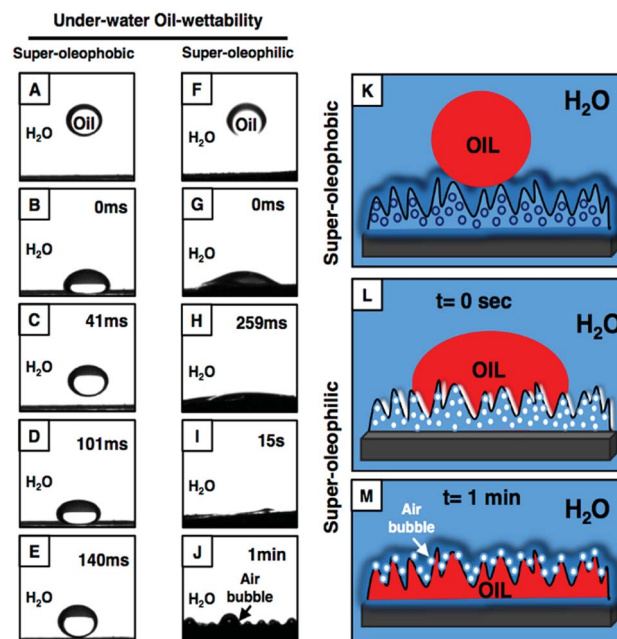 Under-water Oil-wettability
Super-oleophobic
Super-oleophilic
A
H₂O
Oil
B
0ms
H₂O
C
41ms
H₂O
D
101ms
H₂O
E
140ms
H₂O
F
H₂O
Oil
G
0ms
H₂O
H
259ms
H₂O
I
15s
H₂O
J
1min
Air
bubble
H₂O
Super-oleophobic
K
H₂O
OIL
Super-oleophilic
L
t= 0 sec
H₂O
OIL
M
t= 1 min
Air
bubble
H₂O
OIL